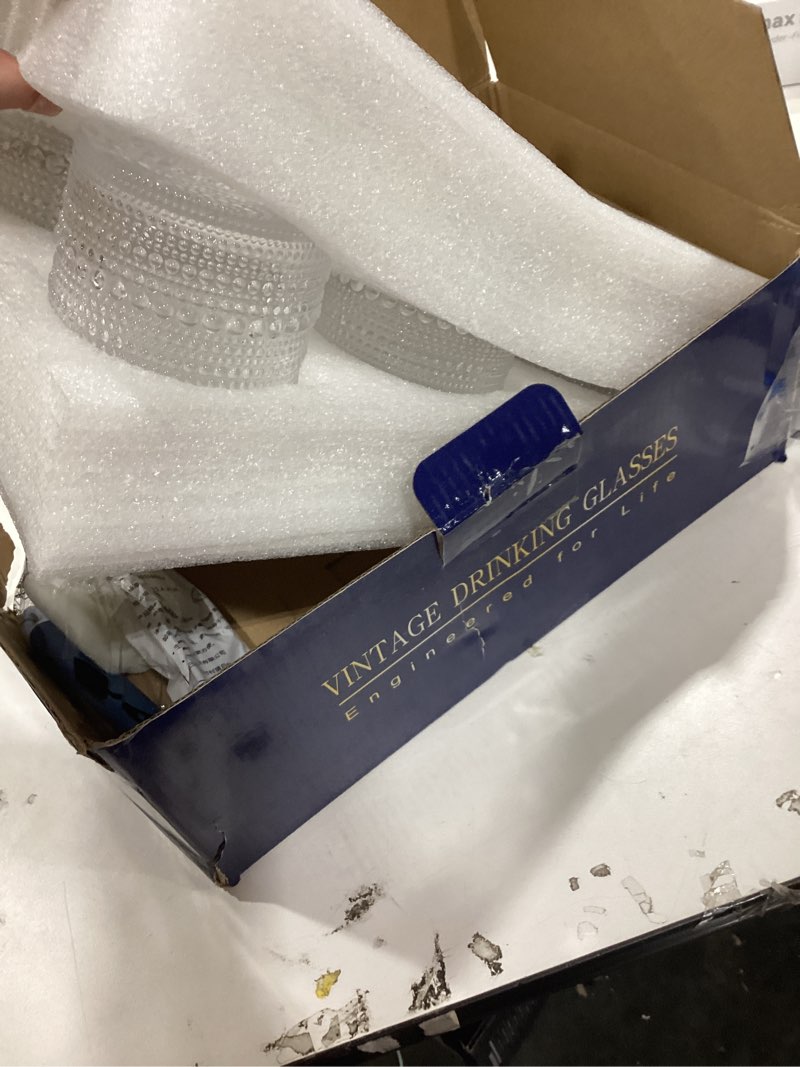 VINTAGE DRINKING GLASSES
Engineered for Life